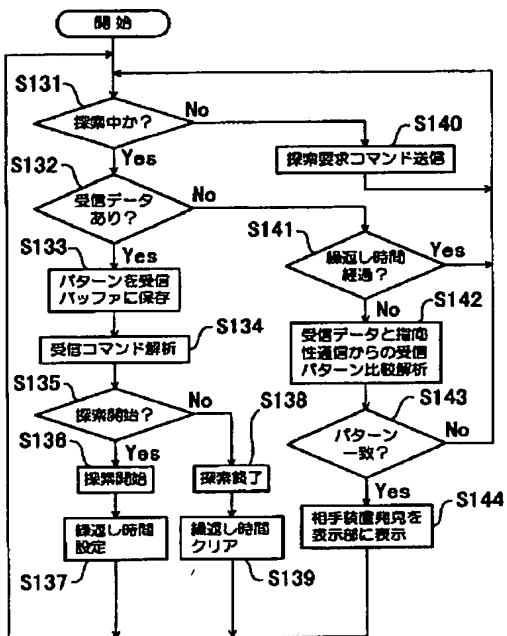 開始
S131
探索中か？
No
Yes
S140
探索要求コマンド送信
S132
受信データ
あり？
No
Yes
S133
パターンを受信
バッファに保存
S134
受信コマンド解析
S135
探索開始？
No
Yes
S136
探索開始
繰返し時間
設定
S137
S138
探索終了
繰返し時間
クリア
S139
S141
繰返し時間
経過？
Yes
No
S142
受信データと指向
性通信からの受信
パターン比較解析
S143
パターン
一致？
No
Yes
S144
相手装置発見を
表示部に表示